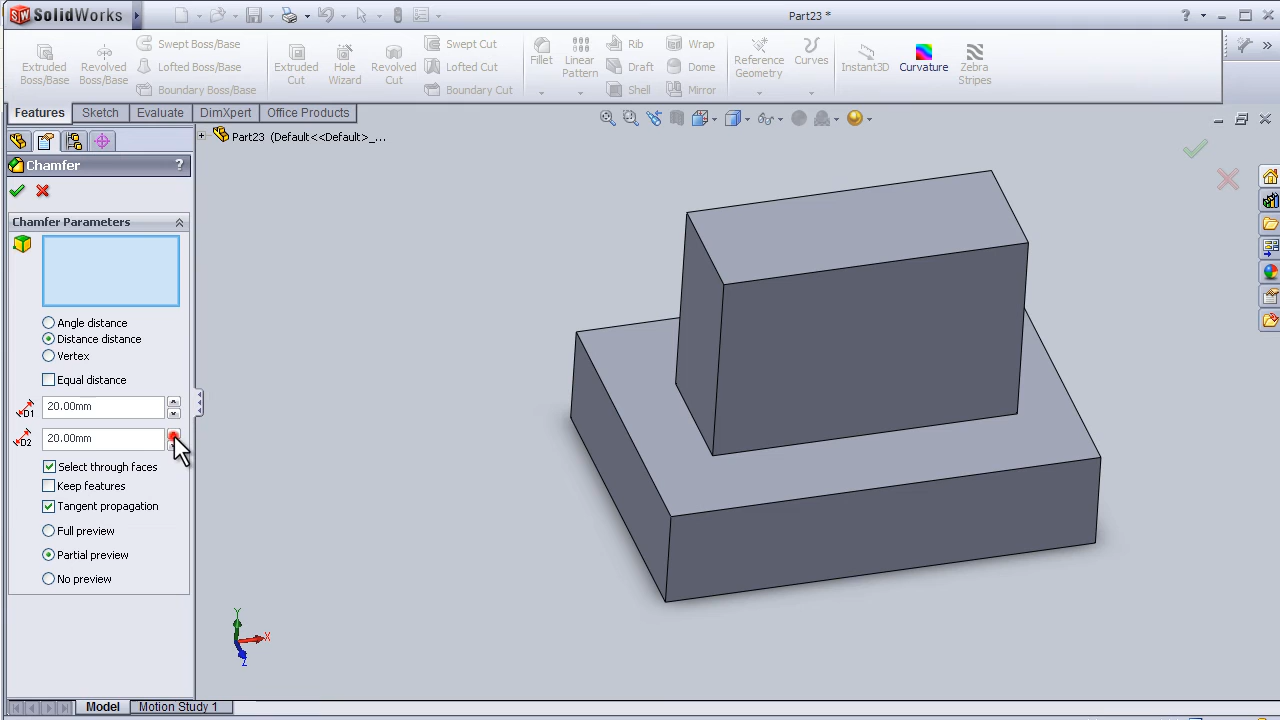 SolidWorks
Part23 *
?
Extruded Boss/Base
Revolved Boss/Base
Swept Boss/Base
Lofted Boss/Base
Boundary Boss/Base
Extruded Cut
Hole Wizard
Revolved Cut
Swept Cut
Lofted Cut
Boundary Cut
Fillet
Linear Pattern
Rib
Draft
Shell
Wrap
Dome
Mirror
Reference Geometry
Curves
Instant3D
Curvature
Zebra Stripes
Features
Sketch
Evaluate
DimXpert
Office Products
Part23 (Default<<Default>_...
Chamfer
?
Chamfer Parameters
Angle distance
Distance distance
Vertex
Equal distance
D1
20.00mm
D2
20.00mm
Select through faces
Keep features
Tangent propagation
Full preview
Partial preview
No preview
Y
X
Z
Model
Motion Study 1